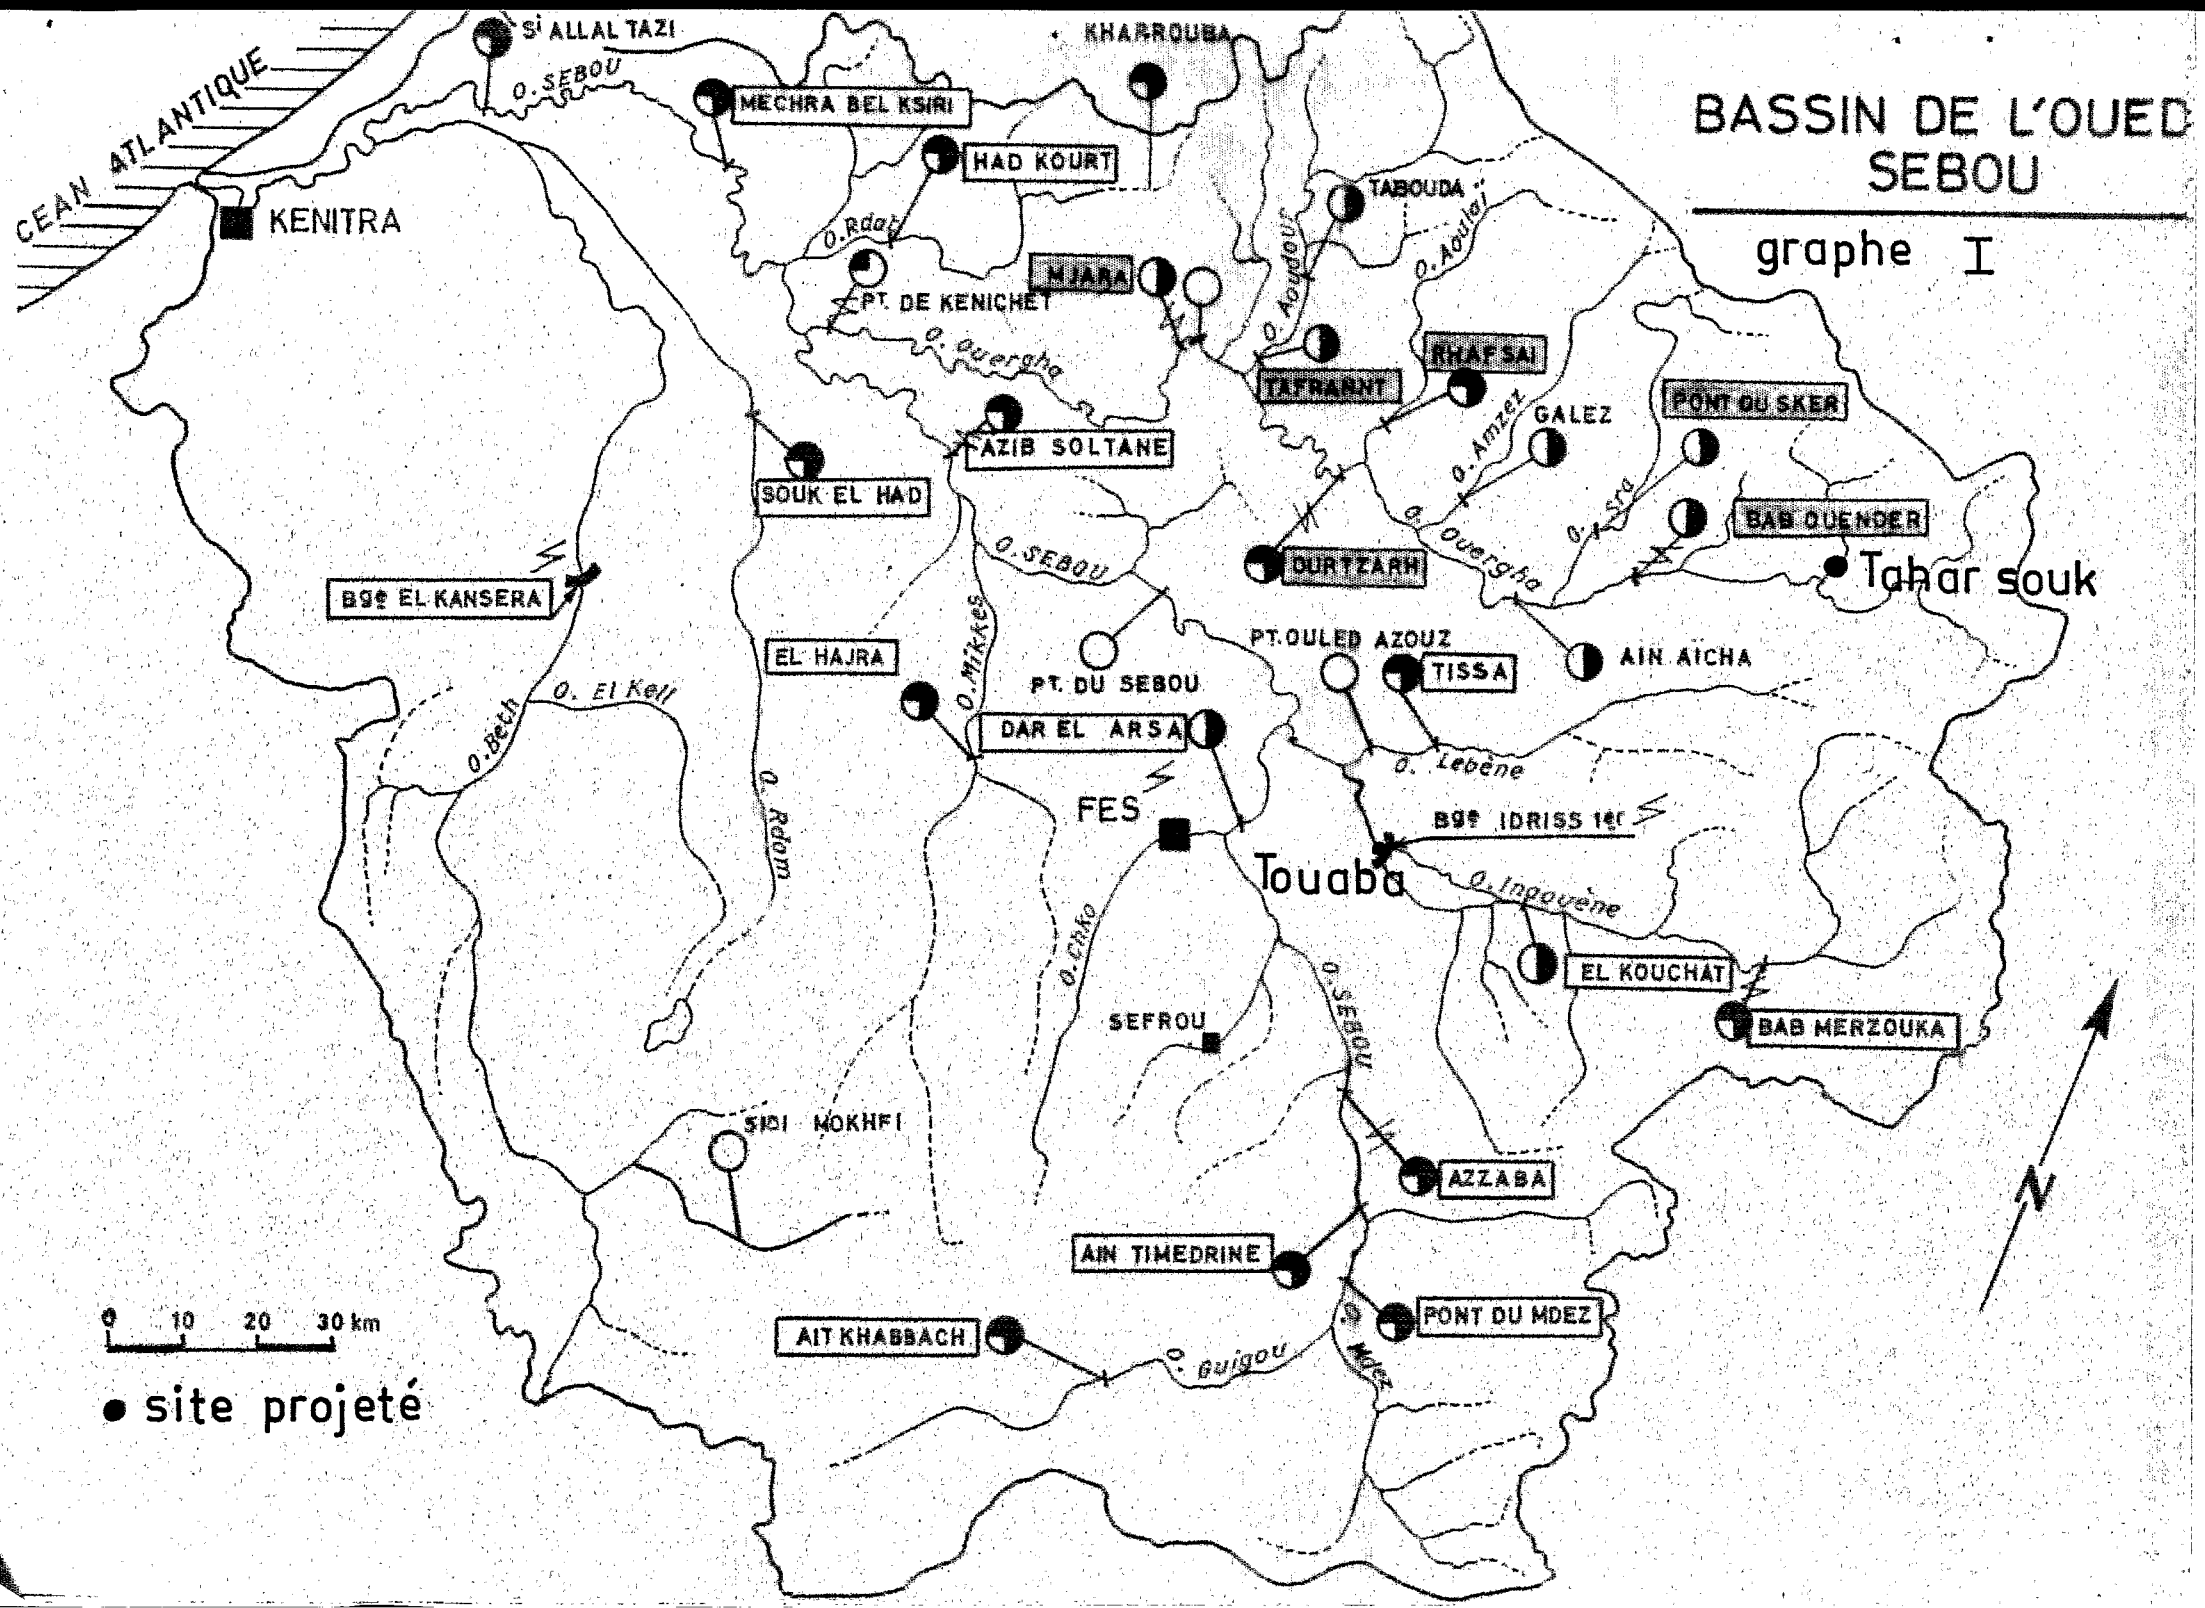 BASSIN DE L'OUED
SEBOU
graphe I
CEAN ATLANTIQUE
Si ALLAL TAZI
O. SEBOU
KHARROUBA
MECHRA BEL KSIRI
HAD KOURT
KENITRA
TABOUDA
O. Rdat
O. Aoulai
MJARA
O. Aoudour
PT. DE KENICHET
O. Ouergha
RHAFSAI
TAFRANNT
PONT DU SKER
GALEZ
O. Amzez
AZIB SOLTANE
SOUK EL HAD
BAB OUENDER
O. SEBOU
O. Ouergha
OURTZARH
Tahar souk
Bge EL KANSERA
O. Mikkes
EL HAJRA
PT. OULED AZOUZ
TISSA
AIN AÏCHA
PT. DU SEBOU
O. El Kell
DAR EL ARSA
O. Beth
O. Lebène
O. Rdom
FES
Bge IDRISS 1er
Touaba
O. Inaouène
O. Chko
EL KOUCHAT
O. SEBOU
SEFROU
BAB MERZOUKA
SIDI MOKHFI
AZZABA
N
AIN TIMEDRINE
PONT DU MDEZ
AIT KHABBACH
O. Guigou
O. Mdez
0 10 20 30 km
site projeté